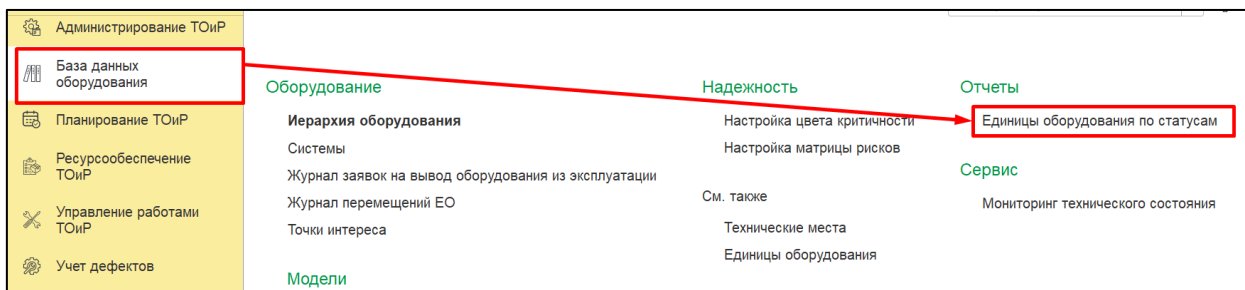 Администрирование ТОиР
База данных
оборудования
Планирование ТОиР
Ресурсообеспечение
ТОиР
Управление работами
ТОиР
Учет дефектов
Оборудование
Иерархия оборудования
Системы
Журнал заявок на вывод оборудования из эксплуатации
Журнал перемещений ЕО
Точки интереса
Модели
Надежность
Настройка цвета критичности
Настройка матрицы рисков
См. также
Технические места
Единицы оборудования
Отчеты
Единицы оборудования по статусам
Сервис
Мониторинг технического состояния